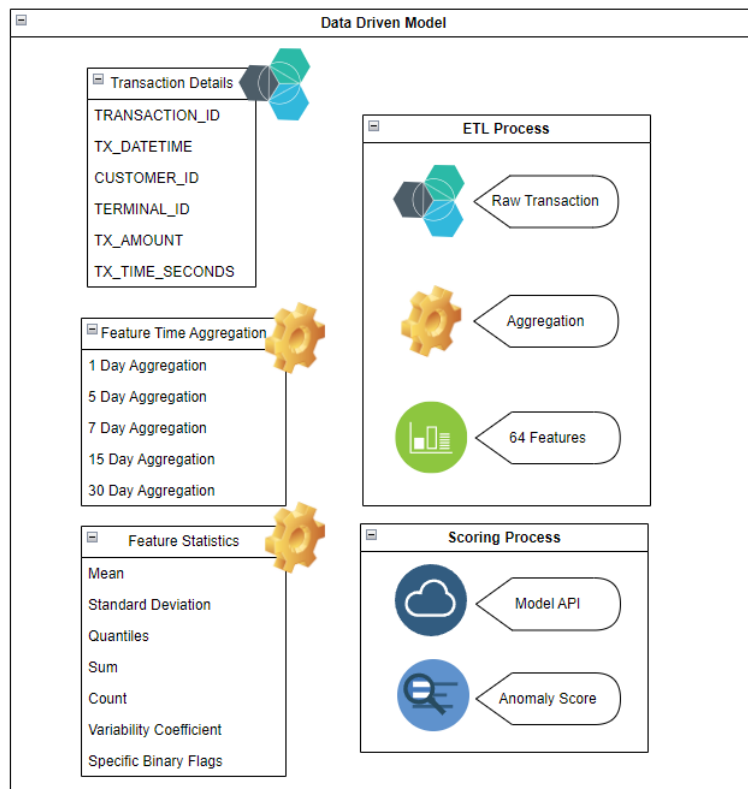 Data Driven Model
Transaction Details
TRANSACTION_ID
TX_DATETIME
CUSTOMER_ID
TERMINAL_ID
TX_AMOUNT
TX_TIME_SECONDS
Feature Time Aggregation
1 Day Aggregation
5 Day Aggregation
7 Day Aggregation
15 Day Aggregation
30 Day Aggregation
Feature Statistics
Mean
Standard Deviation
Quantiles
Sum
Count
Variability Coefficient
Specific Binary Flags
ETL Process
Raw Transaction
Aggregation
64 Features
Scoring Process
Model API
Anomaly Score